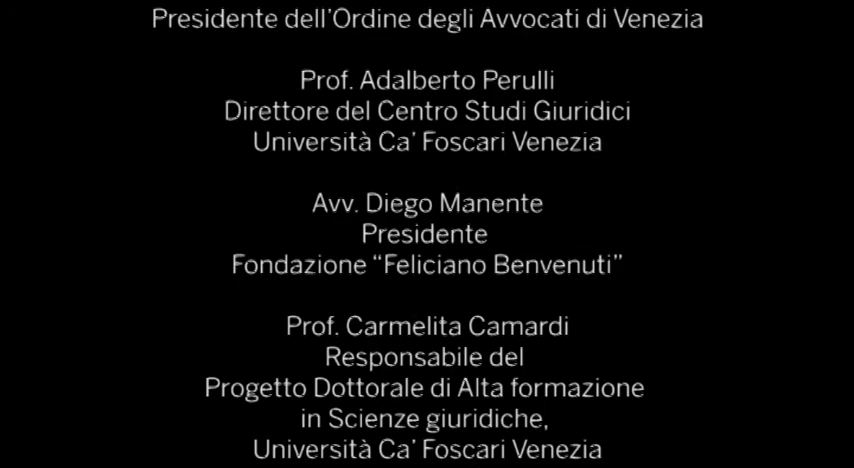 Presidente dell’Ordine degli Avvocati di Venezia
Prof. Adalberto Perulli
Direttore del Centro Studi Giuridici
Università Ca’ Foscari Venezia
Avv. Diego Manente
Presidente
Fondazione “Feliciano Benvenuti”
Prof. Carmelita Camardi
Responsabile del
Progetto Dottorale di Alta formazione
in Scienze giuridiche,
Università Ca’ Foscari Venezia